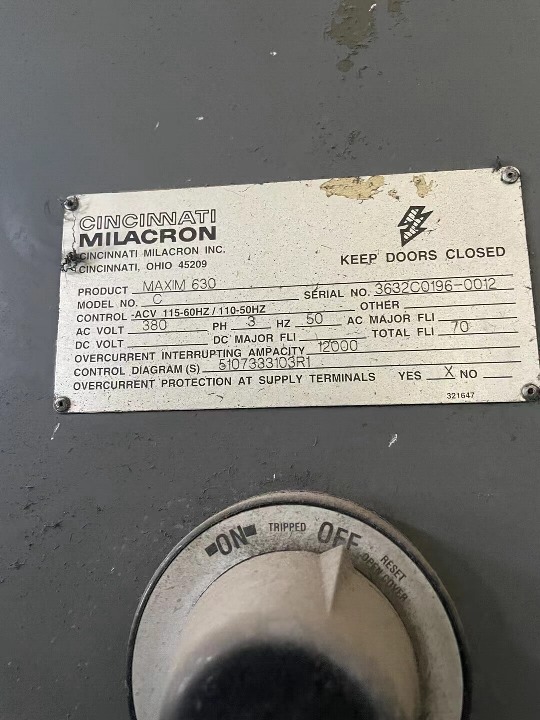 CINCINNATI
MILACRON
CINCINNATI MILACRON INC.
CINCINNATI, OHIO 45209
KEEP DOORS CLOSED
PRODUCT MAXIM 630
MODEL NO. C SERIAL NO. 3632C0196-0012
CONTROL-ACV 115-60HZ/110-50HZ OTHER
AC VOLT 380 PH 3 HZ 50 AC MAJOR FLI
DC VOLT DC MAJOR FLI TOTAL FLI 70
OVERCURRENT INTERRUPTING AMPACITY 12000
CONTROL DIAGRAM (S) 5107333103R1
OVERCURRENT PROTECTION AT SUPPLY TERMINALS YES X NO
321647
ON TRIPPED OFF RESET
OPEN COVER